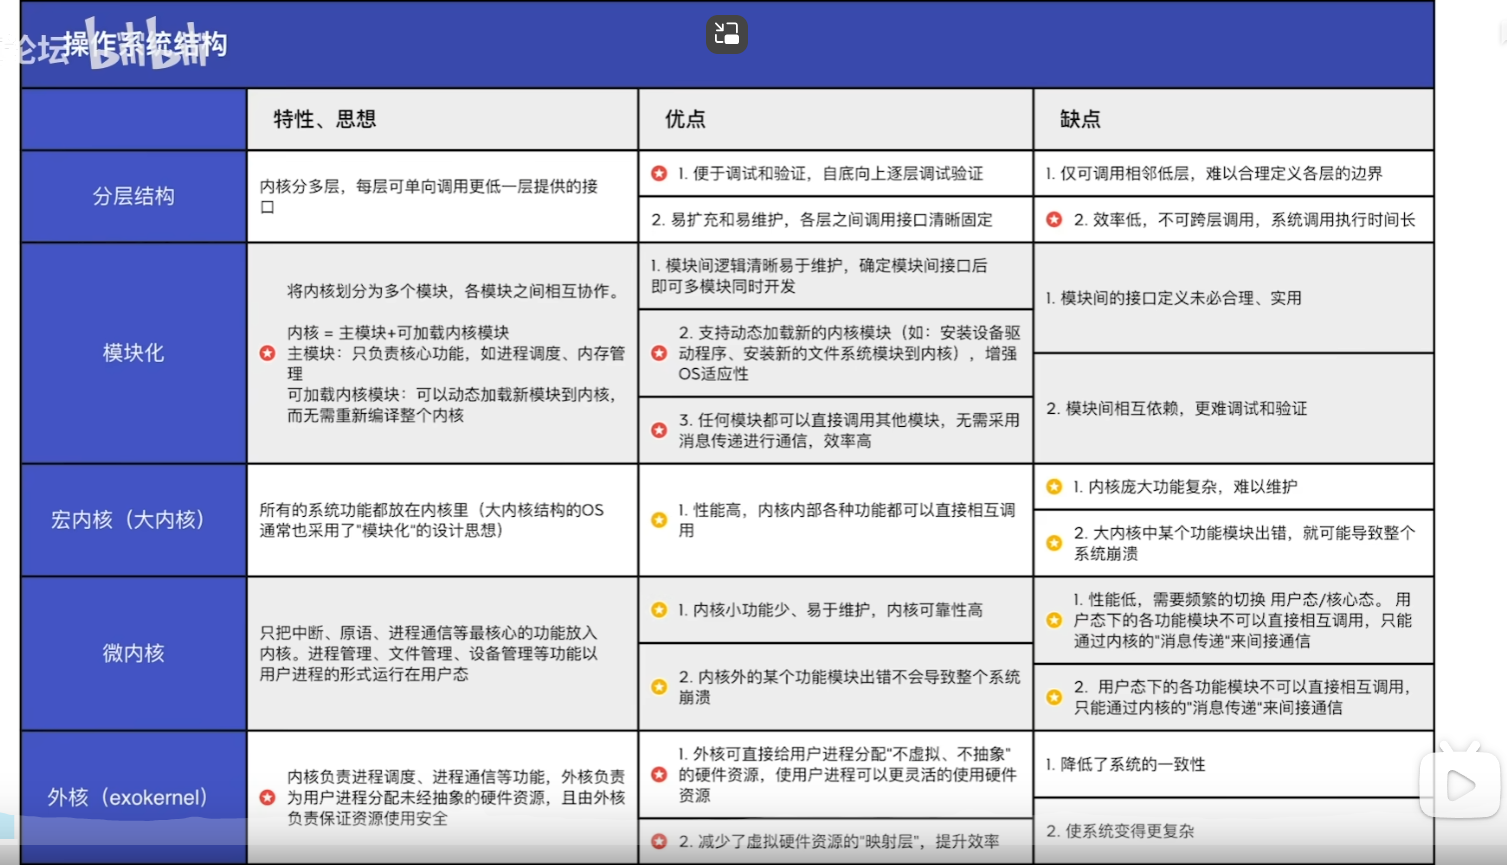 论坛
bilibili
操作系统结构
特性、思想
优点
缺点
分层结构
内核分多层，每层可单向调用更低一层提供的接
口
1. 便于调试和验证，自底向上逐层调试验证
2. 易扩充和易维护，各层之间调用接口清晰固定
1. 仅可调用相邻低层，难以合理定义各层的边界
2. 效率低，不可跨层调用，系统调用执行时间长
模块化
将内核划分为多个模块，各模块之间相互协作。
内核 = 主模块+可加载内核模块
主模块：只负责核心功能，如进程调度、内存管
理
可加载内核模块：可以动态加载新模块到内核，
而无需重新编译整个内核
1. 模块间逻辑清晰易于维护，确定模块间接口后
即可多模块同时开发
2. 支持动态加载新的内核模块（如：安装设备驱
动程序、安装新的文件系统模块到内核），增强
OS适应性
3. 任何模块都可以直接调用其他模块，无需采用
消息传递进行通信，效率高
1. 模块间的接口定义未必合理、实用
2. 模块间相互依赖，更难调试和验证
宏内核（大内核）
所有的系统功能都放在内核里（大内核结构的OS
通常也采用了"模块化"的设计思想）
1. 性能高，内核内部各种功能都可以直接相互调
用
1. 内核庞大功能复杂，难以维护
2. 大内核中某个功能模块出错，就可能导致整个
系统崩溃
微内核
只把中断、原语、进程通信等最核心的功能放入
内核。进程管理、文件管理、设备管理等功能以
用户进程的形式运行在用户态
1. 内核小功能少、易于维护，内核可靠性高
2. 内核外的某个功能模块出错不会导致整个系统
崩溃
1. 性能低，需要频繁的切换 用户态/核心态。 用
户态下的各功能模块不可以直接相互调用，只能
通过内核的"消息传递"来间接通信
2. 用户态下的各功能模块不可以直接相互调用，
只能通过内核的"消息传递"来间接通信
外核（exokernel）
内核负责进程调度、进程通信等功能，外核负责
为用户进程分配未经抽象的硬件资源，且由外核
负责保证资源使用安全
1. 外核可直接给用户进程分配"不虚拟、不抽象"
的硬件资源，使用户进程可以更灵活的使用硬件
资源
2. 减少了虚拟硬件资源的"映射层"，提升效率
1. 降低了系统的一致性
2. 使系统变得更复杂